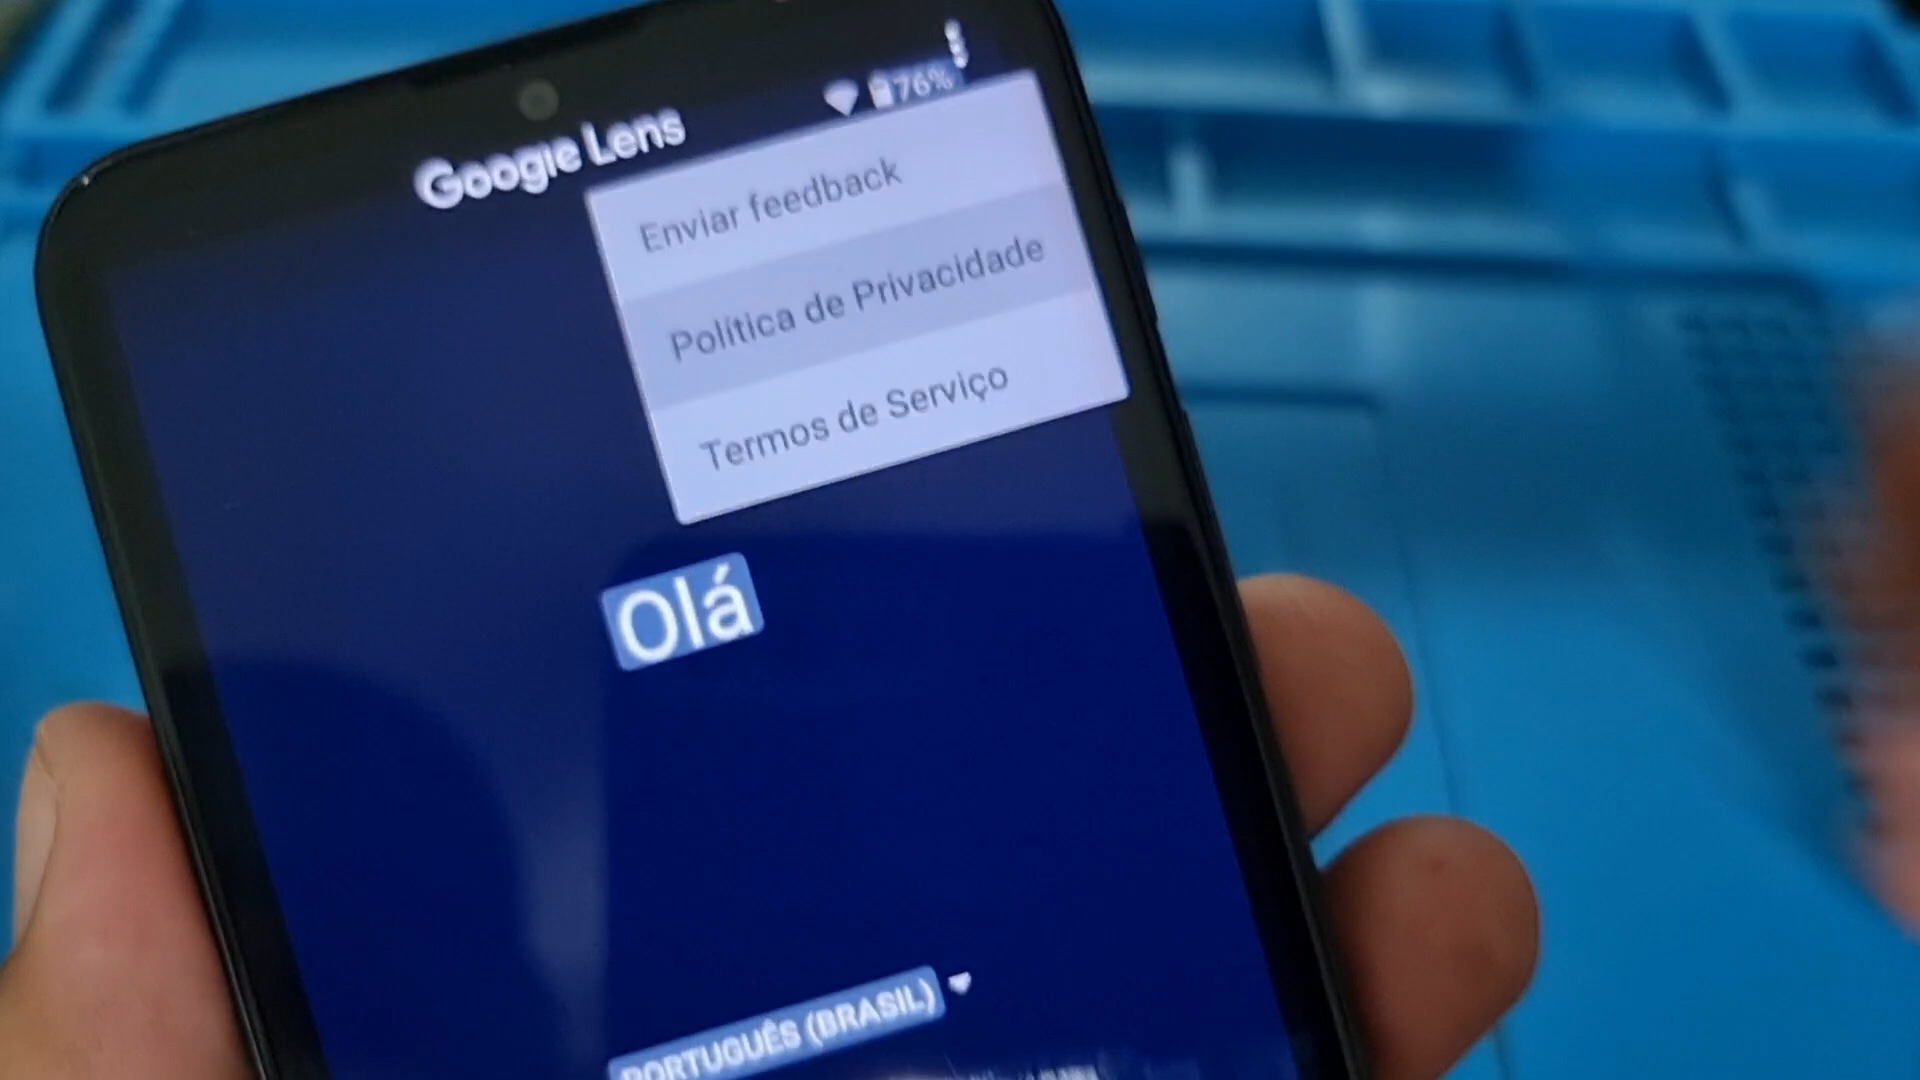 76%
Google Lens
Enviar feedback
Política de Privacidade
Termos de Serviço
Olá
PORTUGUÊS (BRASIL)